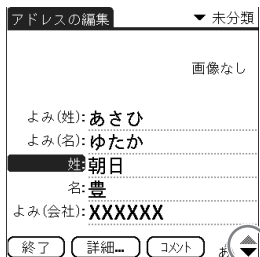 アドレスの編集 ▼ 未分類
画像なし
よみ(姓): あさひ
よみ(名): ゆたか
姓: 朝日
名: 豊
よみ(会社): XXXXXX
終了 詳細... コメント あ